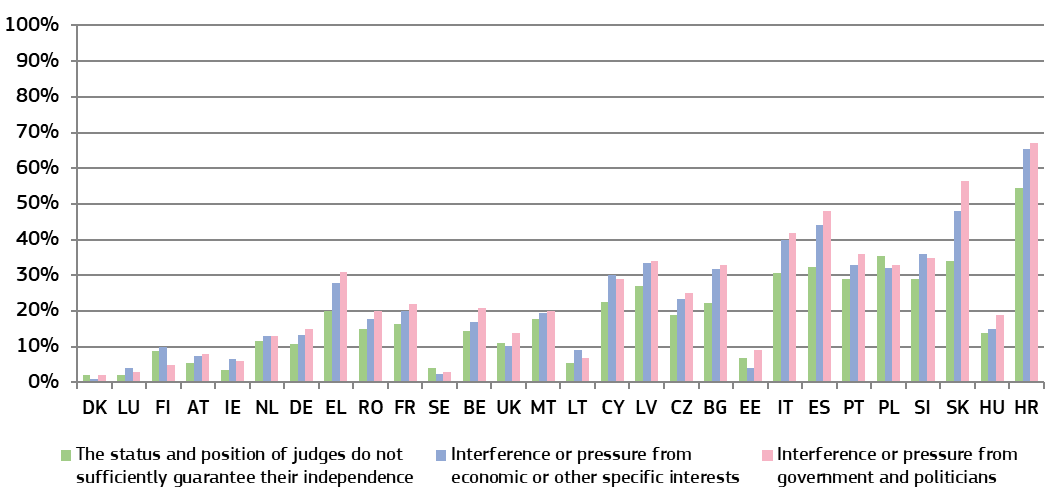 100%
90%
80%
70%
60%
50%
40%
30%
20%
10%
0%
DK LU FI AT IE NL DE EL RO FR SE BE UK MT LT CY LV CZ BG EE IT ES PT PL SI SK HU HR
The status and position of judges do not
sufficiently guarantee their independence
Interference or pressure from
economic or other specific interests
Interference or pressure from
government and politicians